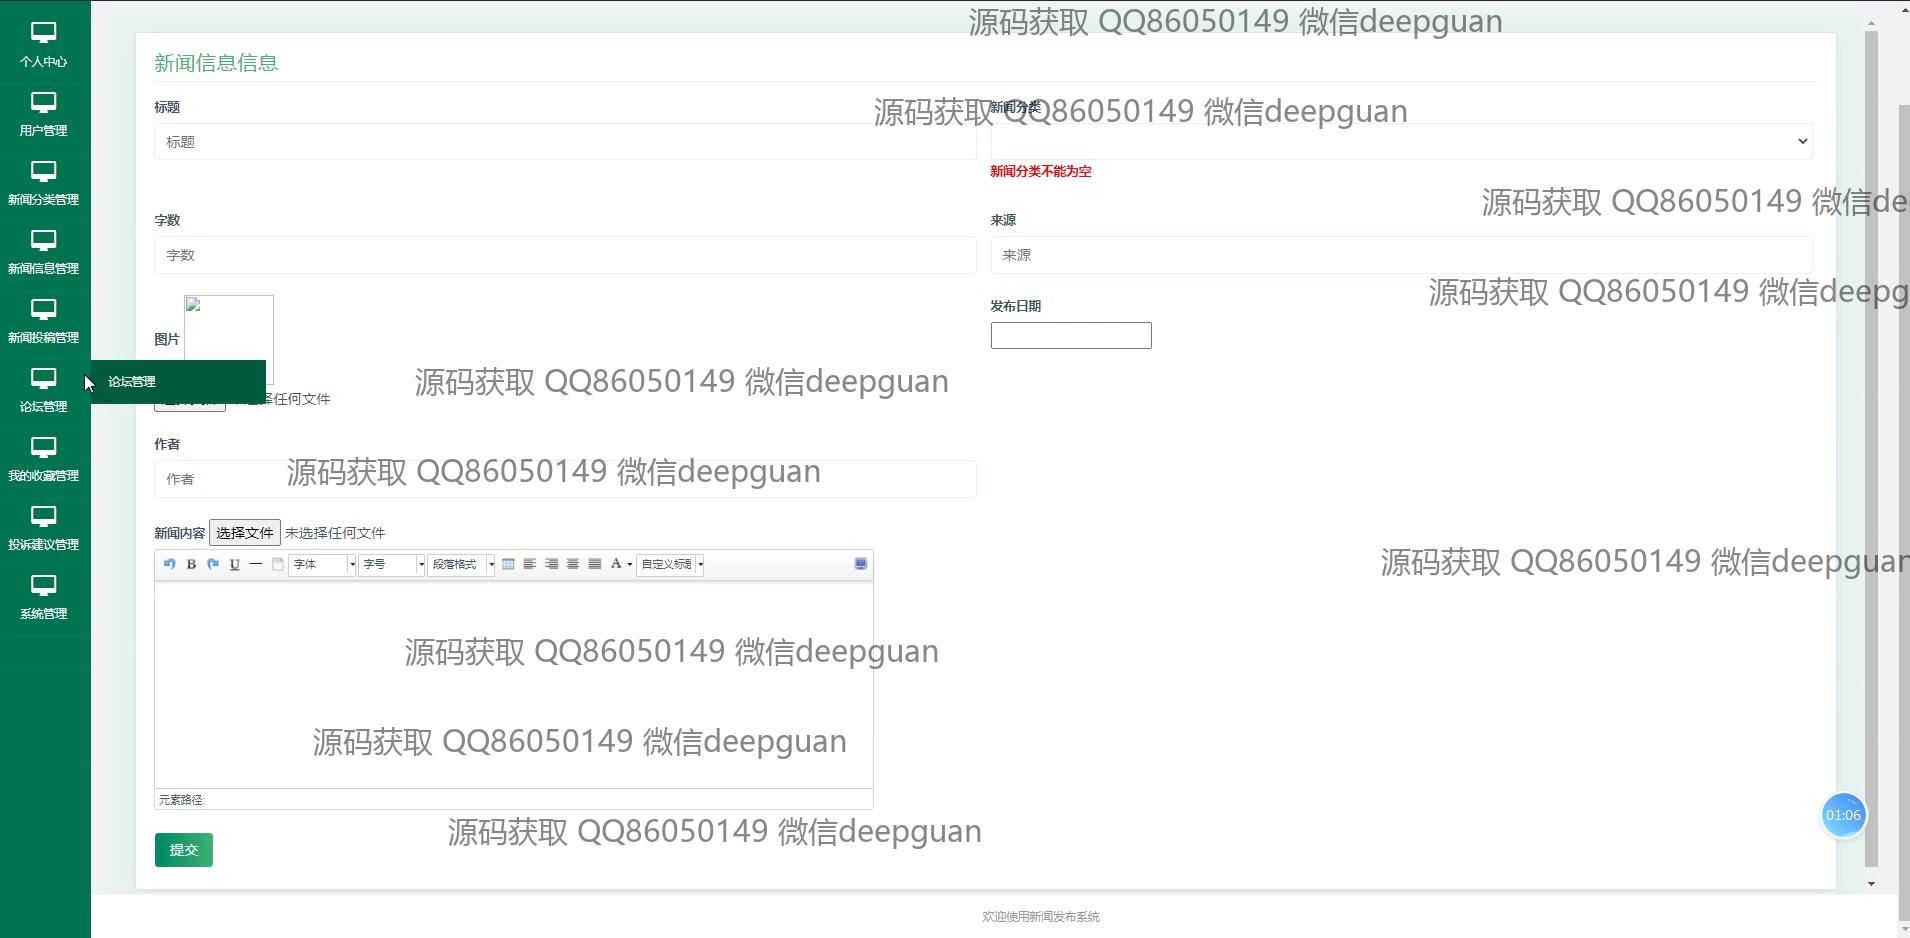 源码获取 QQ86050149 微信deepguan
个人中心
用户管理
新闻分类管理
新闻信息管理
新闻投稿管理
论坛管理
我的收藏管理
投诉建议管理
系统管理
论坛管理
新闻信息信息
标题
新闻分类
源码获取 QQ86050149 微信deepguan
标题
新闻分类不能为空
源码获取 QQ86050149 微信dee
字数
来源
字数
来源
源码获取 QQ86050149 微信deepg
图片
发布日期
源码获取 QQ86050149 微信deepguan
择任何文件
作者
作者
源码获取 QQ86050149 微信deepguan
新闻内容 选择文件 未选择任何文件
B U 字体 字号 段落格式 A 自定义标题
源码获取 QQ86050149 微信deepguan
源码获取 QQ86050149 微信deepguan
源码获取 QQ86050149 微信deepguan
元素路径:
源码获取 QQ86050149 微信deepguan
提交
01:06
欢迎使用新闻发布系统